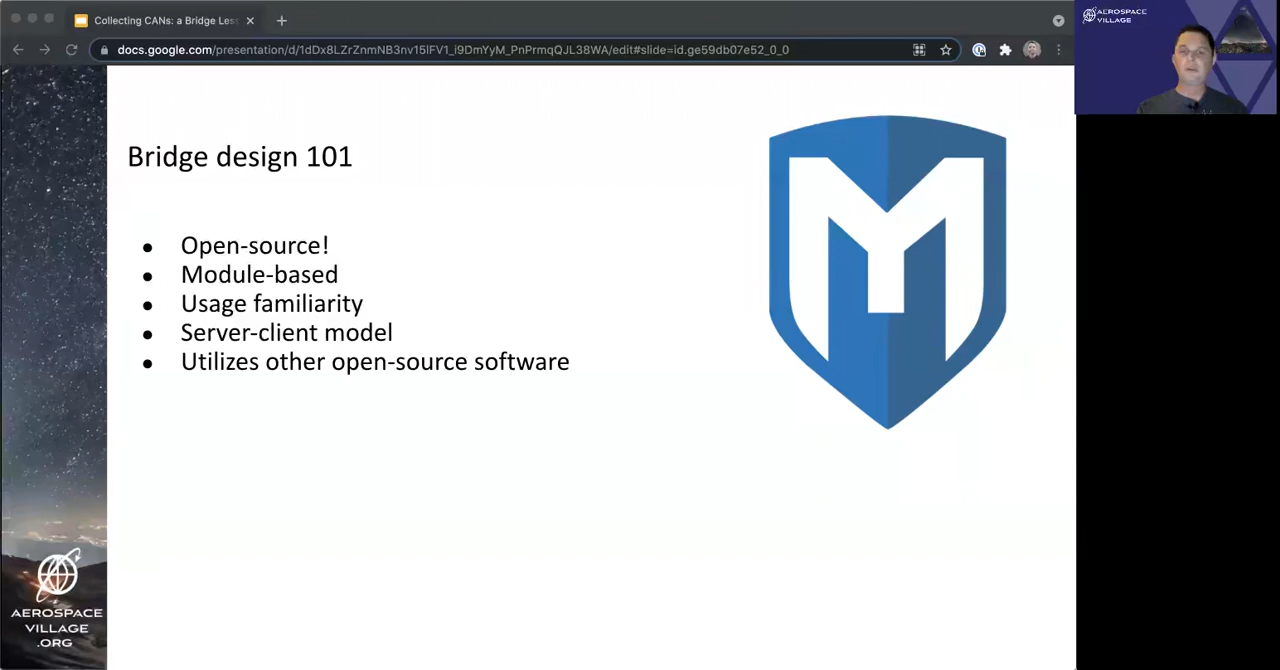 Collecting CANs: a Bridge Les
docs.google.com/presentation/d/1dDx8LZrZnmNB3nv15lFV1_i9DmYyM_PnPrmqQJL38WA/edit#slide=id.ge59db07e52_0_0
AEROSPACE
VILLAGE
Bridge design 101
M
• Open-source!
• Module-based
• Usage familiarity
• Server-client model
• Utilizes other open-source software
AEROSPACE
VILLAGE
.ORG